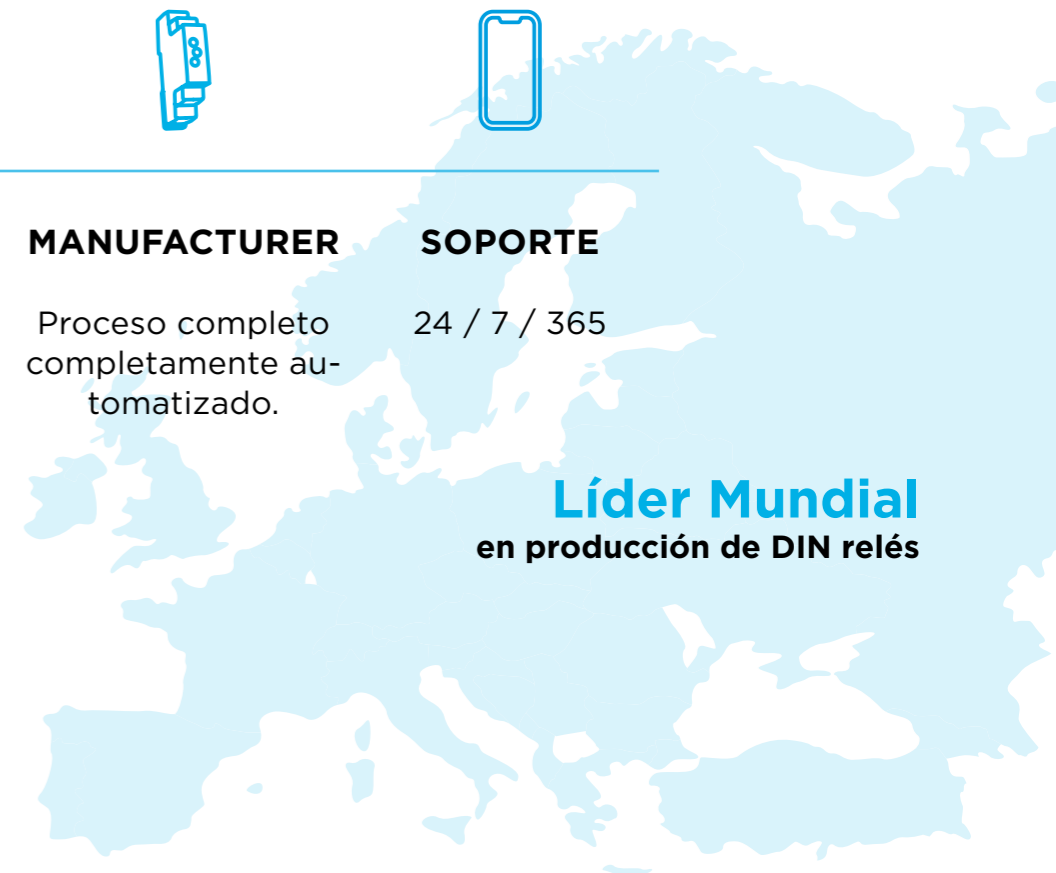 MANUFACTURER
Proceso completo
completamente au-
tomatizado.
SOPORTE
24 / 7 / 365
Líder Mundial
en producción de DIN relés